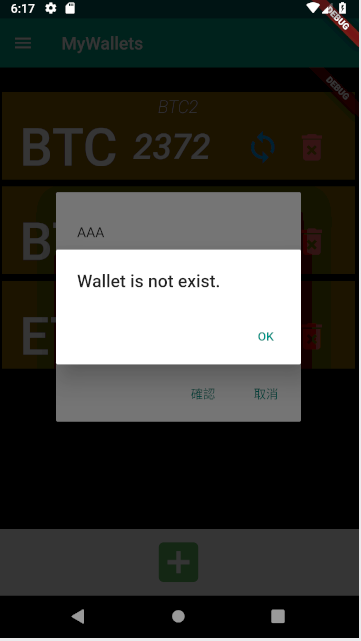 6:17
DEBUG
MyWallets
DEBUG
BTC2
BTC 2372
AAA
Wallet is not exist.
OK
確認 取消